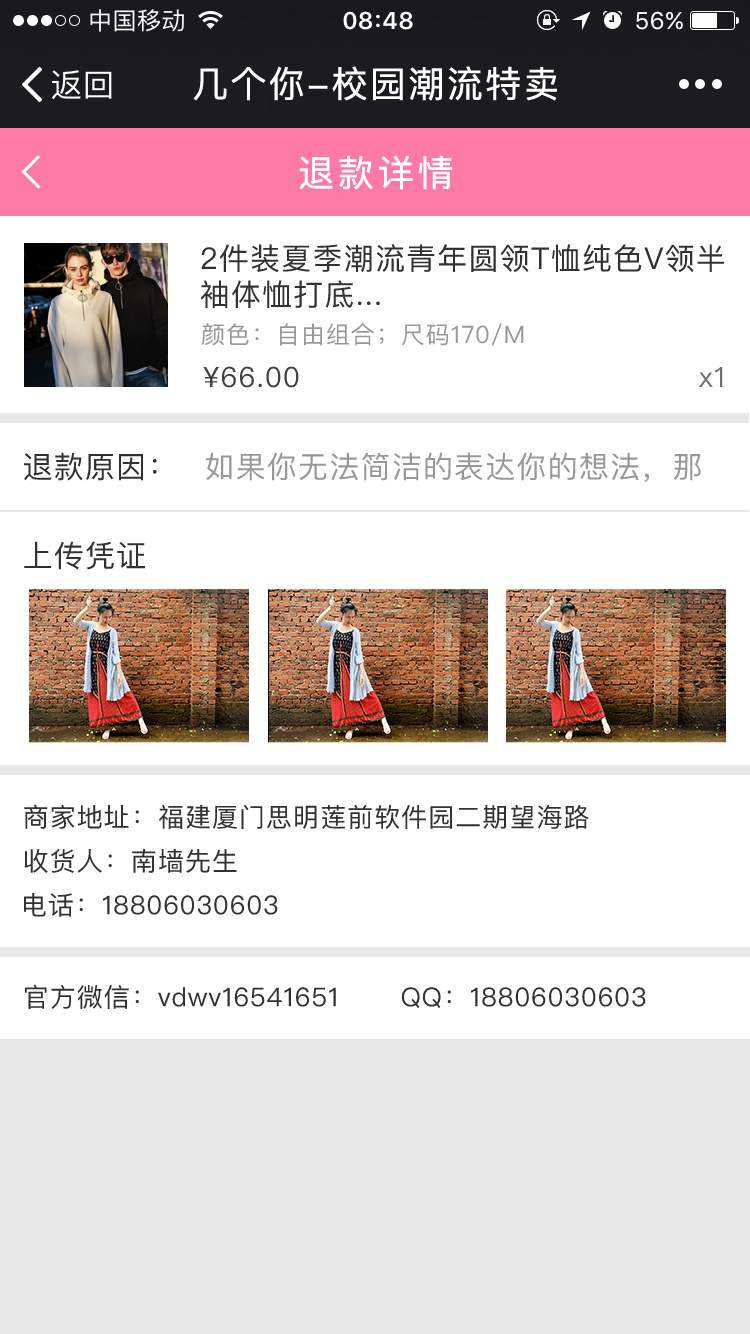 中国移动 08:48 56%
返回 几个你-校园潮流特卖
退款详情
2件装夏季潮流青年圆领T恤纯色V领半
袖体恤打底...
颜色：自由组合；尺码170/M
¥66.00 x1
退款原因： 如果你无法简洁的表达你的想法，那
上传凭证
商家地址：福建厦门思明莲前软件园二期望海路
收货人：南墙先生
电话：18806030603
官方微信：vdwv16541651 QQ：18806030603